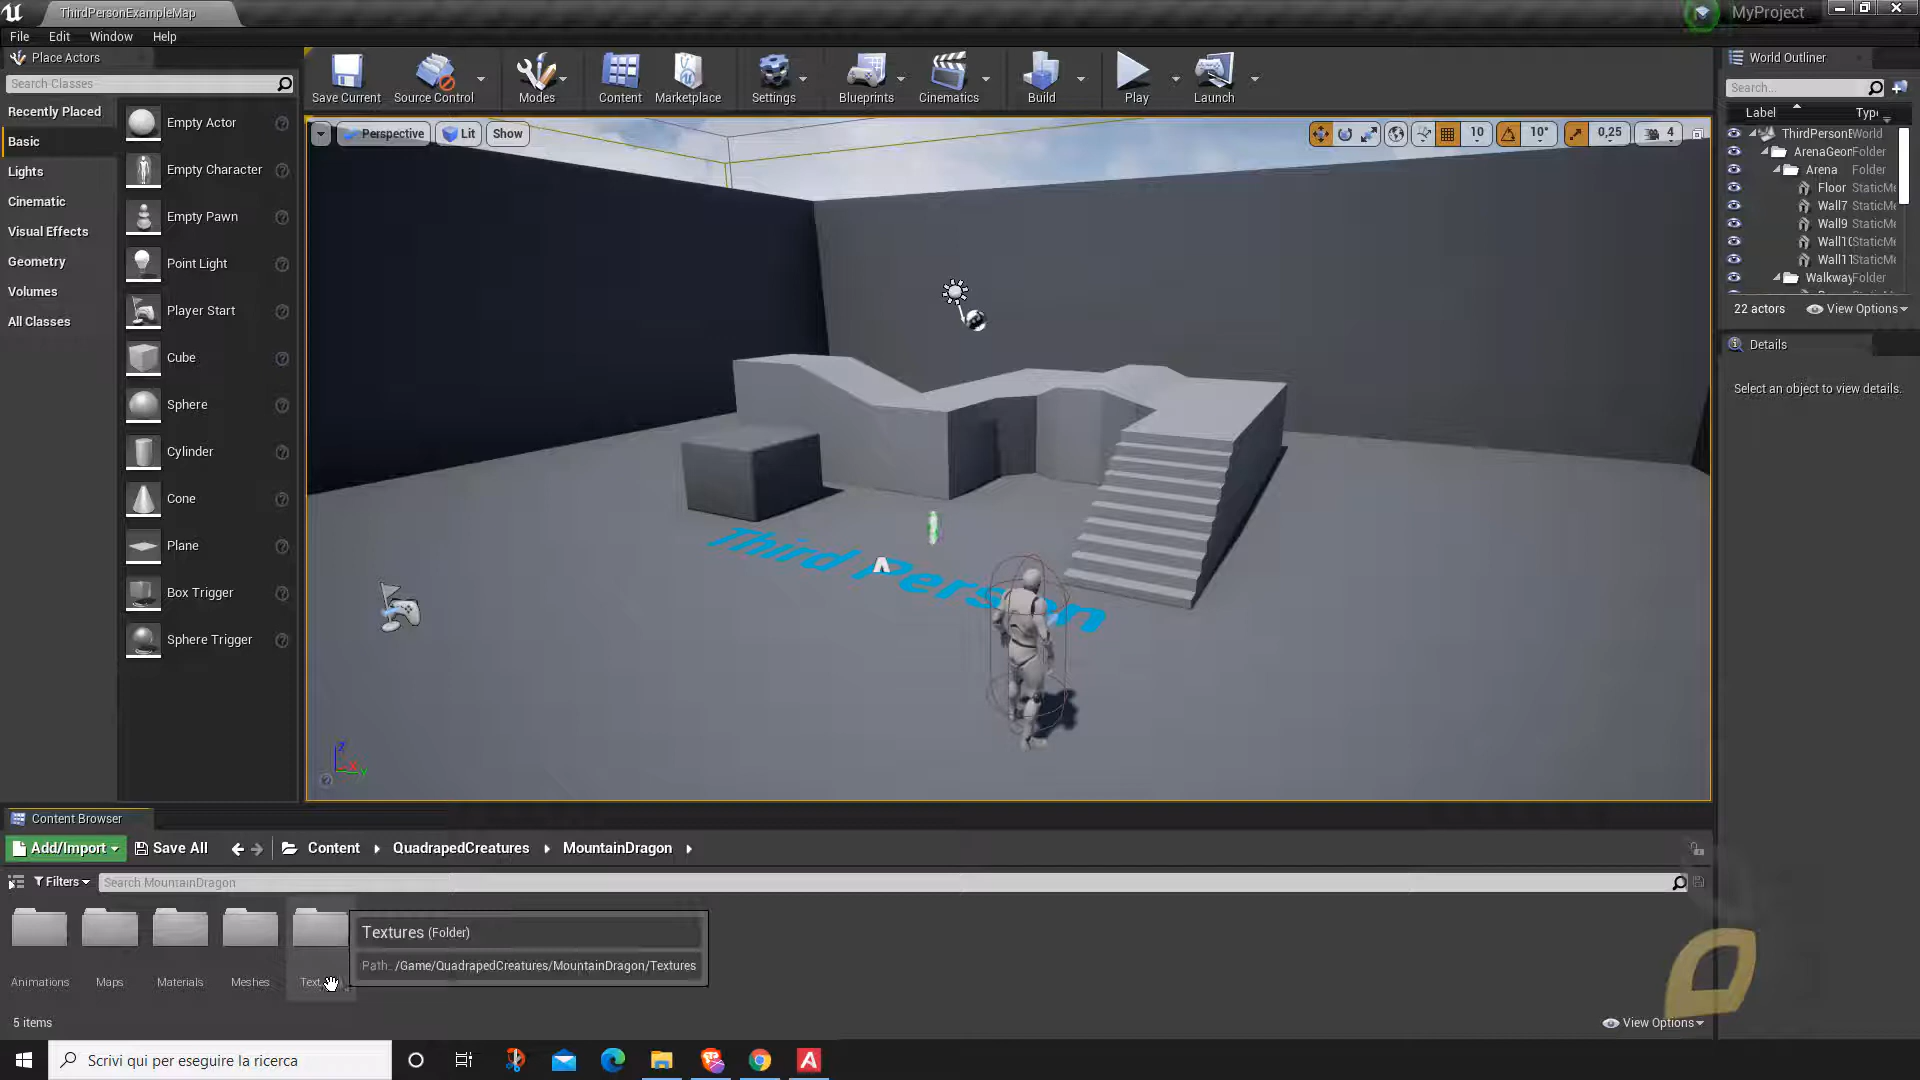 ThirdPersonExampleMap
MyProject
File Edit Window Help
Place Actors
Search Classes
Recently Placed
Basic
Lights
Cinematic
Visual Effects
Geometry
Volumes
All Classes
Empty Actor
Empty Character
Empty Pawn
Point Light
Player Start
Cube
Sphere
Cylinder
Cone
Plane
Box Trigger
Sphere Trigger
Save Current
Source Control
Modes
Content
Marketplace
Settings
Blueprints
Cinematics
Build
Play
Launch
Perspective Lit Show
10 10° 0,25 4
Third Person
Z X Y
World Outliner
Search...
Label Type
ThirdPersonE World
ArenaGeor Folder
Arena Folder
Floor StaticMe
Wall7 StaticMe
Wall9 StaticMe
Wall10 StaticMe
Wall11 StaticMe
Walkway Folder
22 actors View Options
Details
Select an object to view details.
Content Browser
Add/Import Save All Content QuadrapedCreatures MountainDragon
Filters Search MountainDragon
Animations Maps Materials Meshes Text
Textures (Folder)
Path: /Game/QuadrapedCreatures/MountainDragon/Textures
5 items View Options
Scrivi qui per eseguire la ricerca